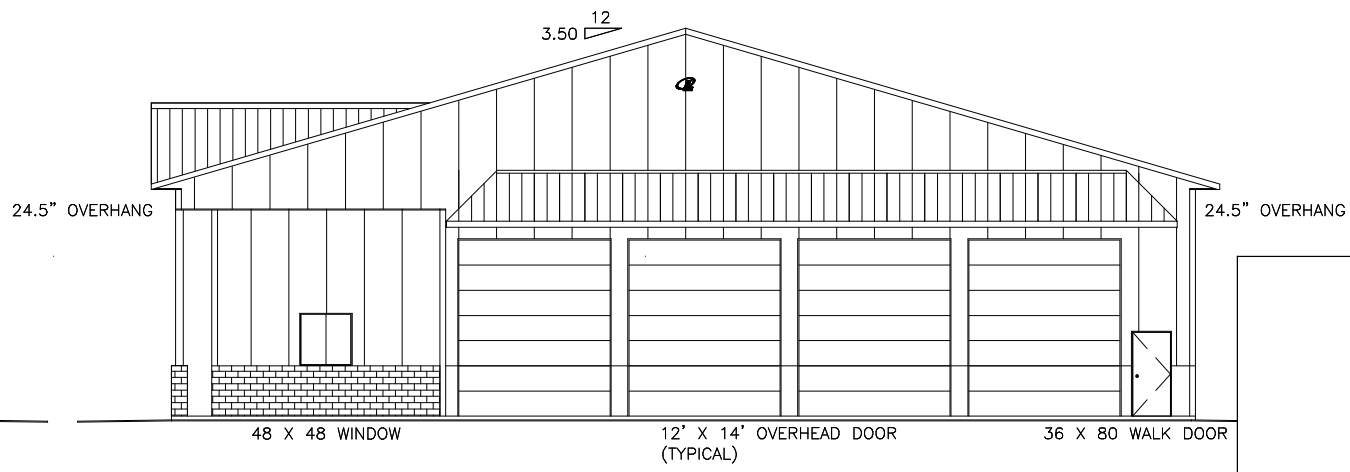 12
3.50
24.5" OVERHANG
24.5" OVERHANG
48 X 48 WINDOW
12' X 14' OVERHEAD DOOR
(TYPICAL)
36 X 80 WALK DOOR